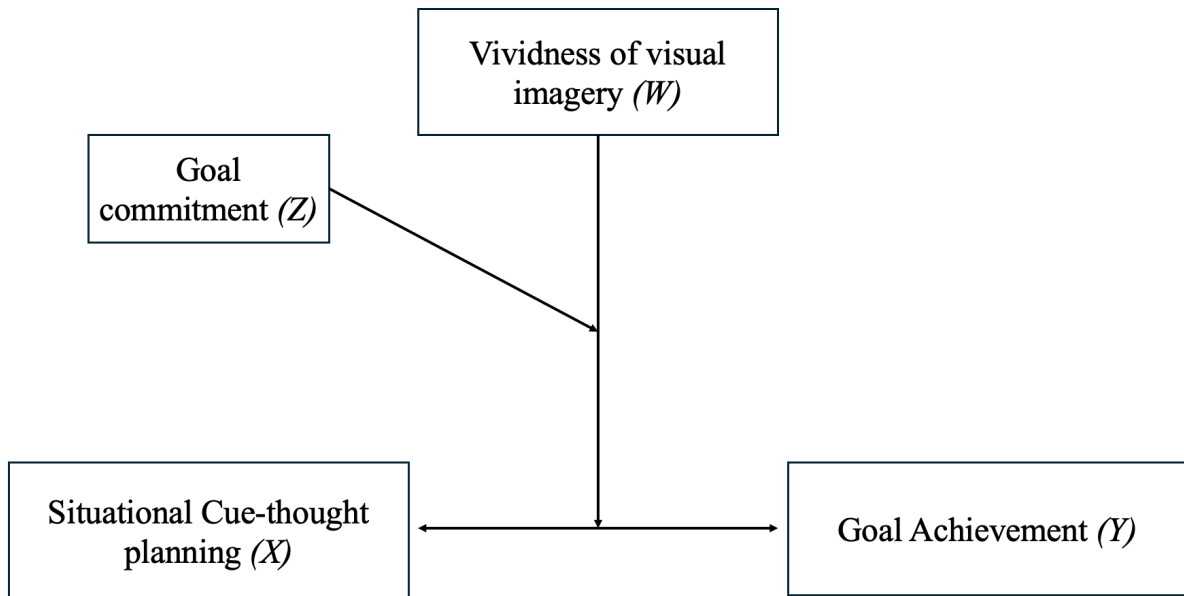 Vividness of visual
imagery (W)
Goal
commitment (Z)
Situational Cue-thought
planning (X)
Goal Achievement (Y)